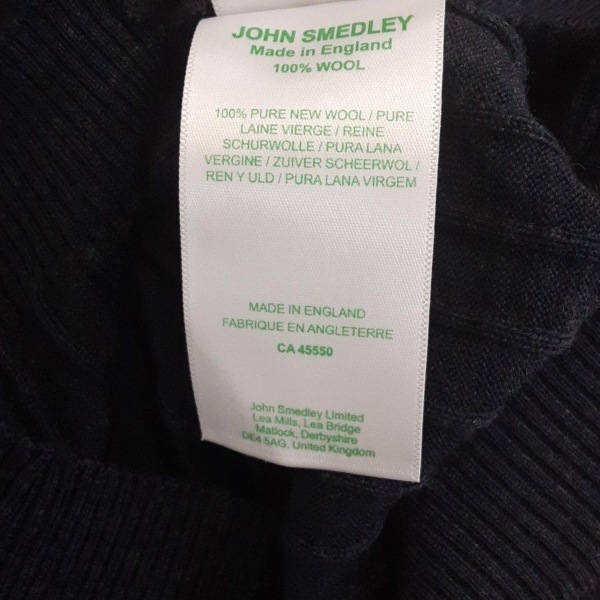 JOHN SMEDLEY
Made in England
100% WOOL
100% PURE NEW WOOL / PURE
LAINE VIERGE / REINE
SCHURWOLLE / PURA LANA
VERGINE / ZUIVER SCHEERWOL /
REN Y ULD / PURA LANA VIRGEM
MADE IN ENGLAND
FABRIQUE EN ANGLETERRE
CA 45550
John Smedley Limited
Lea Mills, Lea Bridge
Matlock, Derbyshire
DE4 5AG, United Kingdom